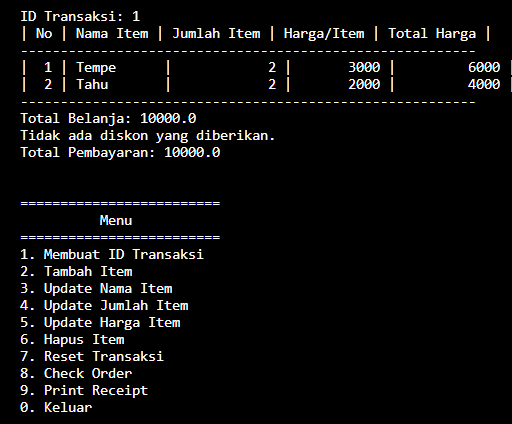 ID Transaksi: 1
| No | Nama Item | Jumlah Item | Harga/Item | Total Harga |
---------------------------------------------------------
|  1 | Tempe      |            2 |       3000 |         6000 |
|  2 | Tahu       |            2 |       2000 |         4000 |
---------------------------------------------------------
Total Belanja: 10000.0
Tidak ada diskon yang diberikan.
Total Pembayaran: 10000.0
=========================
Menu
=========================
1. Membuat ID Transaksi
2. Tambah Item
3. Update Nama Item
4. Update Jumlah Item
5. Update Harga Item
6. Hapus Item
7. Reset Transaksi
8. Check Order
9. Print Receipt
0. Keluar